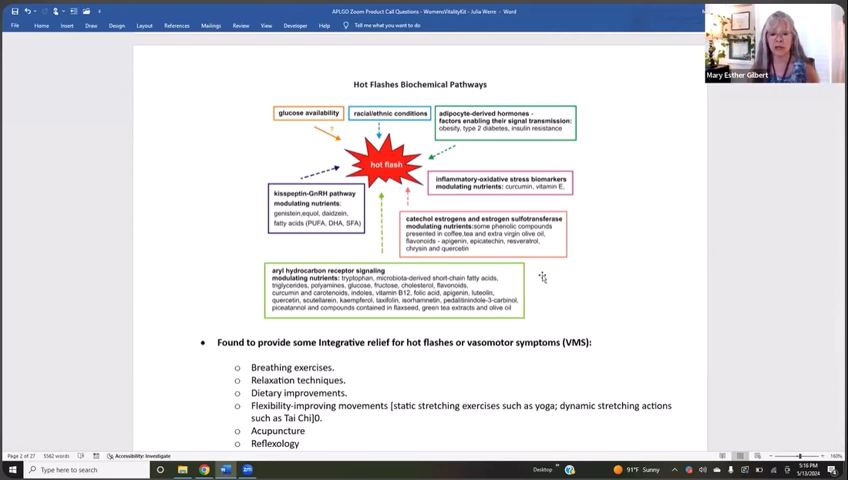 APLGO Zoom Product Call Questions - WomensVitalityKit - Julia Werre - Word
File Home Insert Draw Design Layout References Mailings Review View Developer Help Tell me what you want to do
Mary Esther Gilbert
Hot Flashes Biochemical Pathways
glucose availability
racial/ethnic conditions
adipocyte-derived hormones -
factors enabling their signal transmission:
obesity, type 2 diabetes, insulin resistance
?
hot flash
inflammatory-oxidative stress biomarkers
modulating nutrients: curcumin, vitamin E,
kisspeptin-GnRH pathway
modulating nutrients:
genistein,equol, daidzein,
fatty acids (PUFA, DHA, SFA)
catechol estrogens and estrogen sulfotransferase
modulating nutrients:some phenolic compounds
presented in coffee,tea and extra virgin olive oil,
flavonoids - apigenin, epicatechin, resveratrol,
chrysin and quercetin
aryl hydrocarbon receptor signaling
modulating nutrients: tryptophan, microbiota-derived short-chain fatty acids,
triglycerides, polyamines, glucose, fructose, cholesterol, flavonoids,
curcumin and carotenoids, indoles, vitamin B12, folic acid, apigenin, luteolin,
quercetin, scutellarein, kaempferol, taxifolin, isorhamnetin, pedalitinindole-3-carbinol,
piceatannol and compounds contained in flaxseed, green tea extracts and olive oil
• Found to provide some Integrative relief for hot flashes or vasomotor symptoms (VMS):
o Breathing exercises.
o Relaxation techniques.
o Dietary improvements.
o Flexibility-improving movements [static stretching exercises such as yoga; dynamic stretching actions
such as Tai Chi]0.
o Acupuncture
o Reflexology
Page 2 of 27 5562 words Accessibility: Investigate 160%
Type here to search
Desktop
91°F Sunny
5:16 PM
5/13/2024